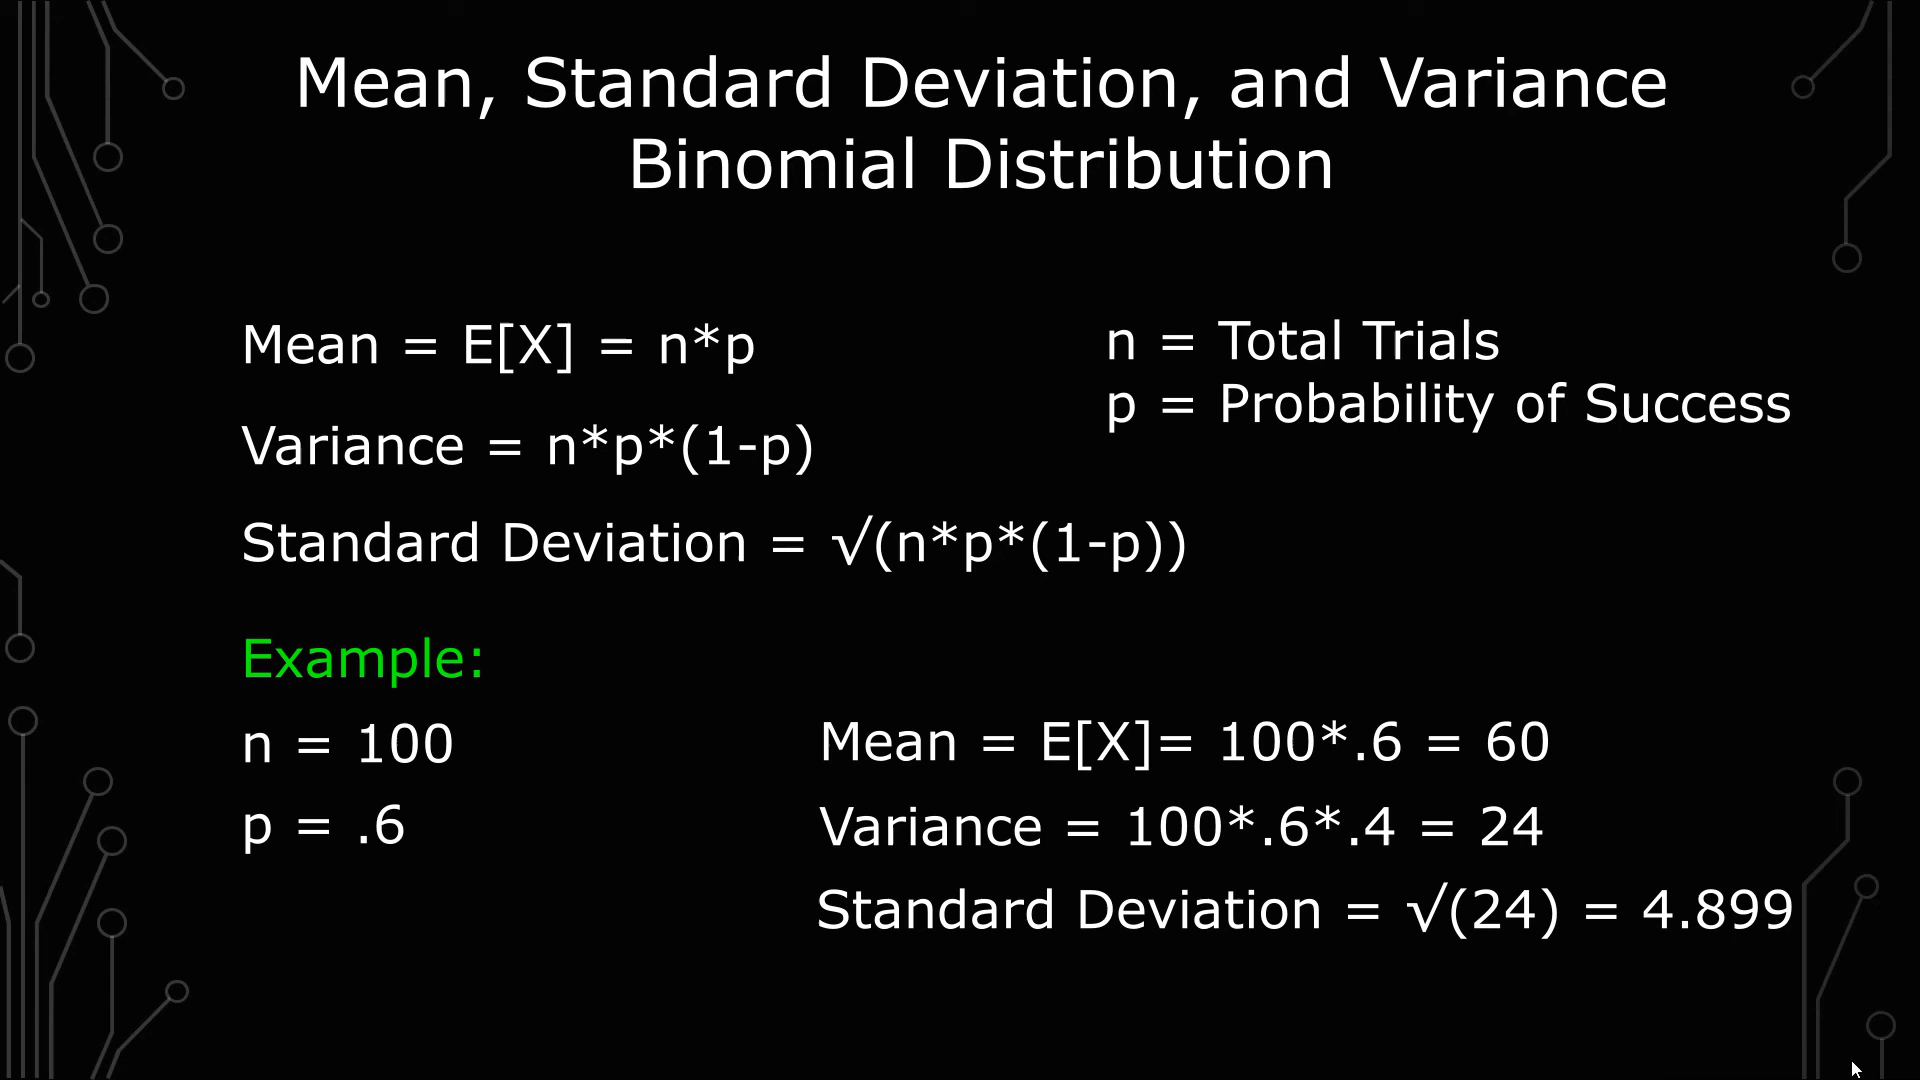 Mean, Standard Deviation, and Variance
Binomial Distribution
Mean = E[X] = n*p
n = Total Trials
p = Probability of Success
Variance = n*p*(1-p)
Standard Deviation = √(n*p*(1-p))
Example:
n = 100
p = .6
Mean = E[X]= 100*.6 = 60
Variance = 100*.6*.4 = 24
Standard Deviation = √(24) = 4.899